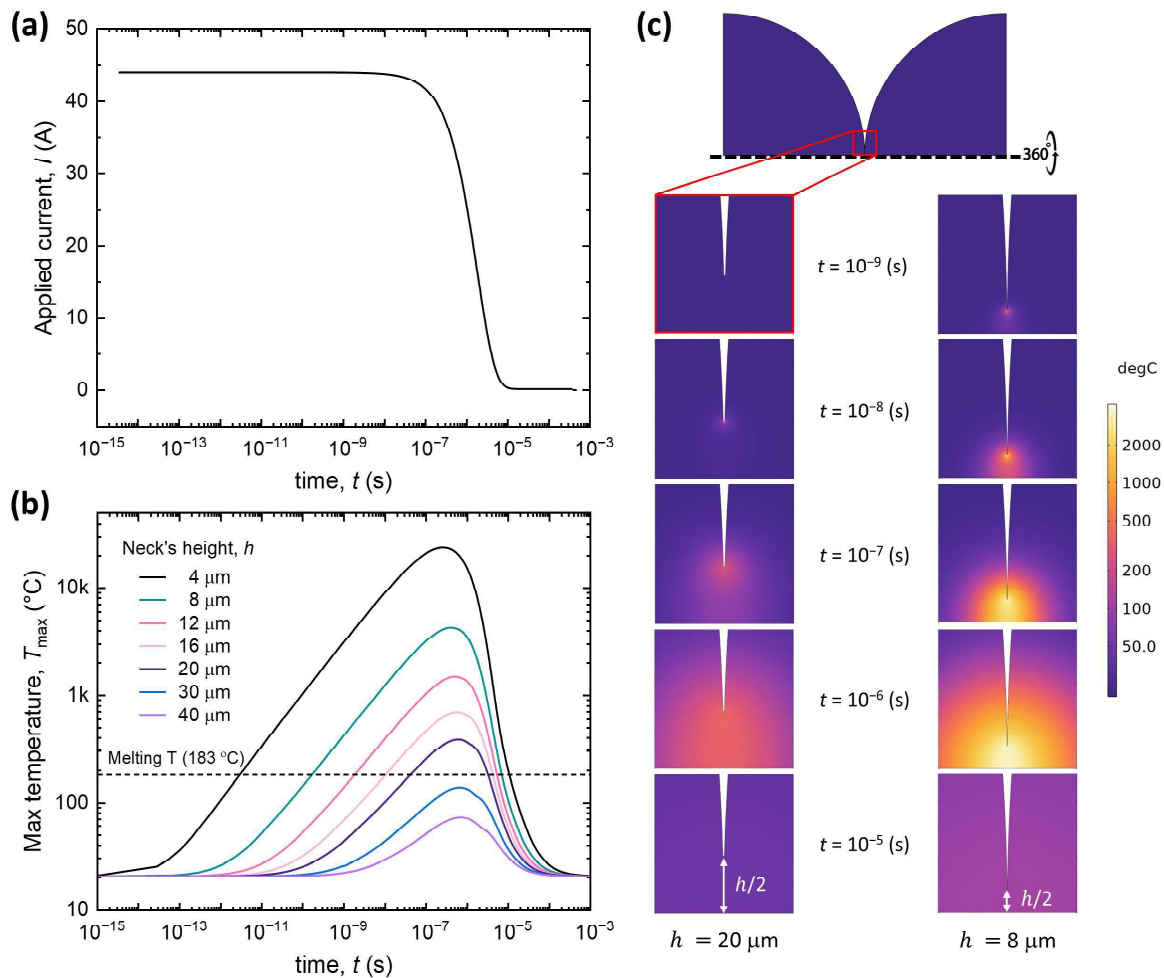 (a)
50
40
30
20
10
0
Applied current, I (A)
10⁻¹⁵ 10⁻¹³ 10⁻¹¹ 10⁻⁹ 10⁻⁷ 10⁻⁵ 10⁻³
time, t (s)
(b)
Neck's height, h
4 μm
8 μm
12 μm
16 μm
20 μm
30 μm
40 μm
Melting T (183 °C)
10k
1k
100
10
Max temperature, Tmax (°C)
10⁻¹⁵ 10⁻¹³ 10⁻¹¹ 10⁻⁹ 10⁻⁷ 10⁻⁵ 10⁻³
time, t (s)
(c)
360°
t = 10⁻⁹ (s)
t = 10⁻⁸ (s)
t = 10⁻⁷ (s)
t = 10⁻⁶ (s)
t = 10⁻⁵ (s)
h/2
h/2
h = 20 μm
h = 8 μm
degC
2000
1000
500
200
100
50.0